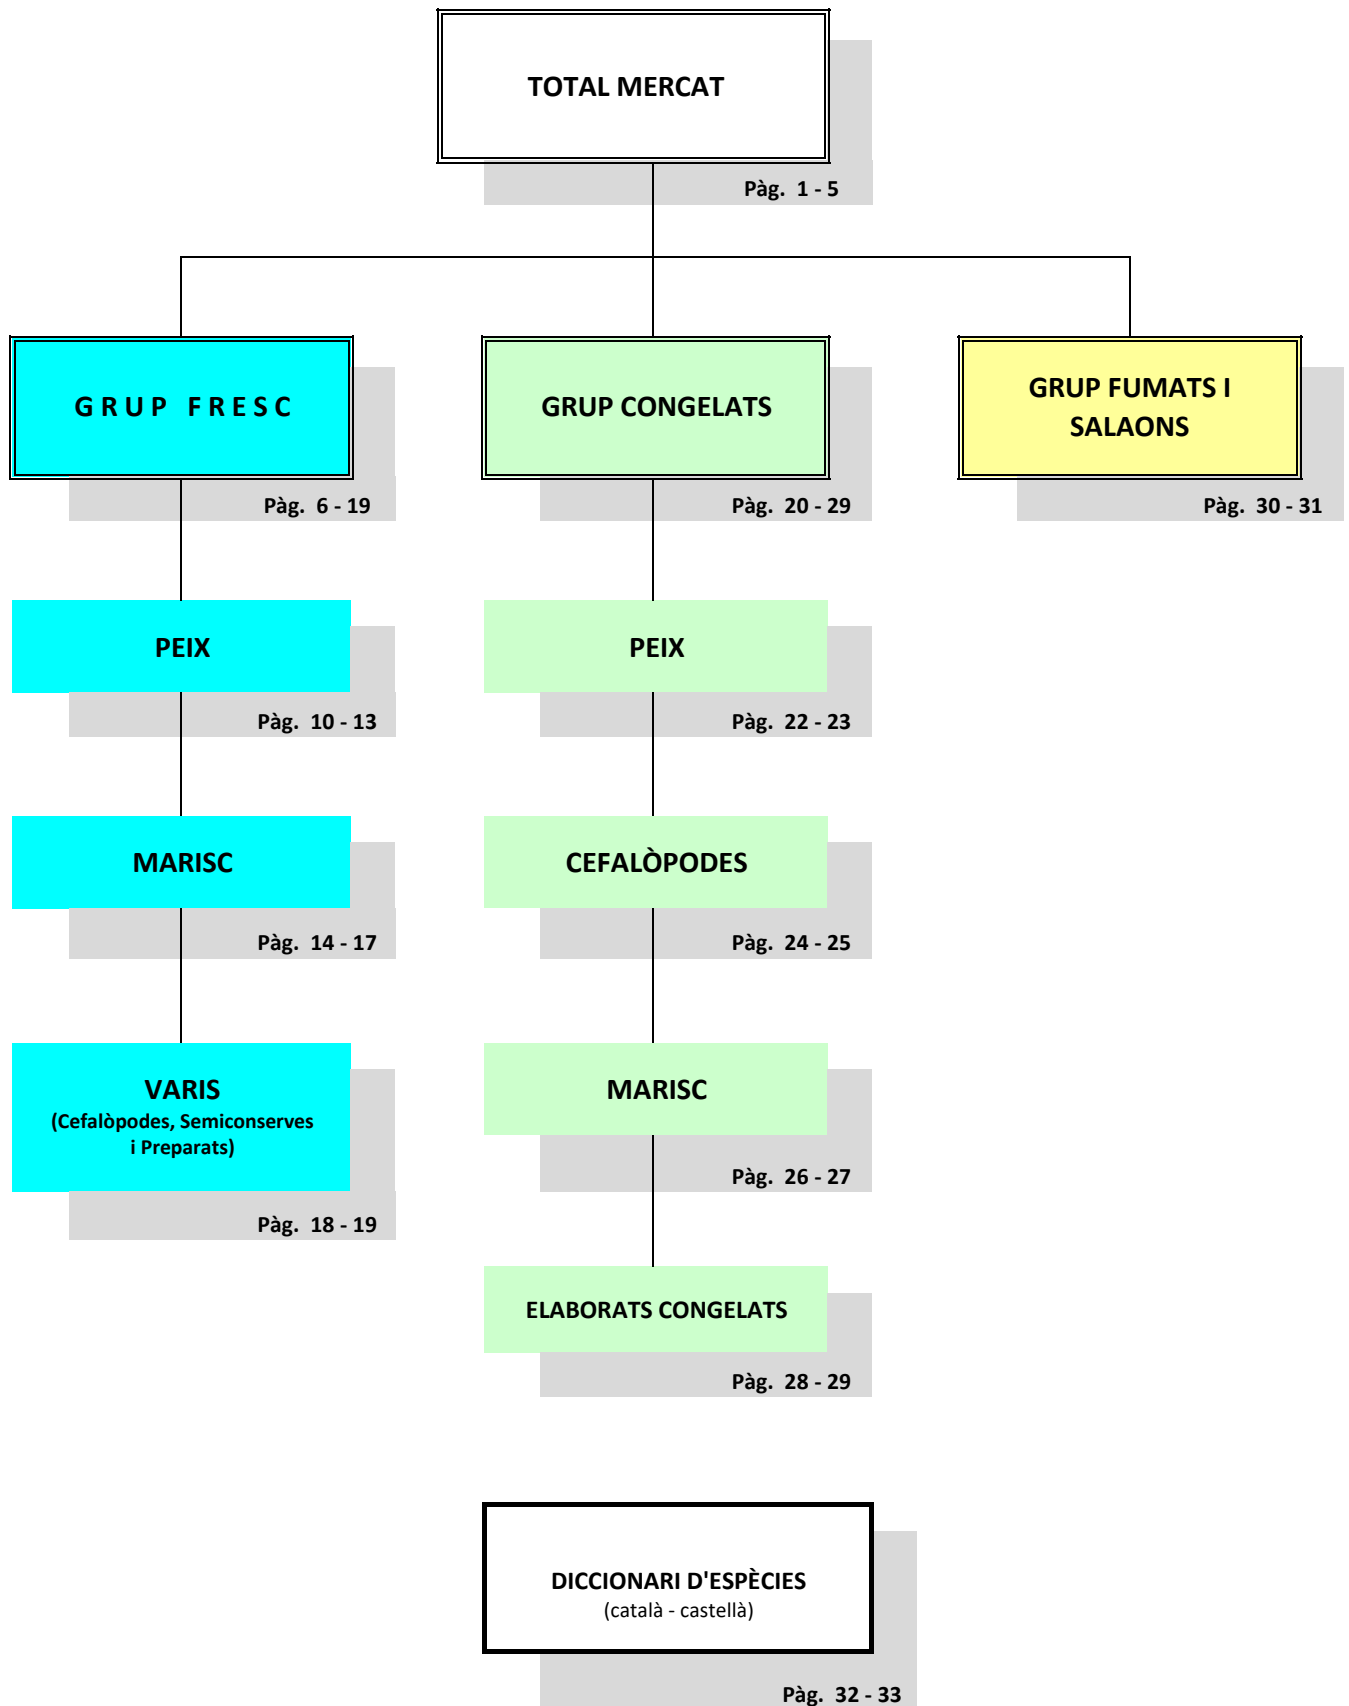 TOTAL MERCAT
Pàg. 1 - 5
GRUP FRESC
Pàg. 6 - 19
GRUP CONGELATS
Pàg. 20 - 29
GRUP FUMATS I
SALAONS
Pàg. 30 - 31
PEIX
Pàg. 10 - 13
PEIX
Pàg. 22 - 23
MARISC
Pàg. 14 - 17
CEFALÒPODES
Pàg. 24 - 25
VARIS
(Cefalòpodes, Semiconserves
i Preparats)
Pàg. 18 - 19
MARISC
Pàg. 26 - 27
ELABORATS CONGELATS
Pàg. 28 - 29
DICCIONARI D'ESPÈCIES
(català - castellà)
Pàg. 32 - 33